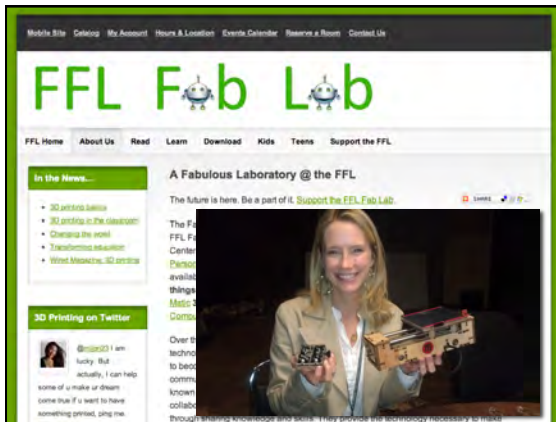 Mobile Site Catalog My Account Hours & Location Events Calendar Reserve a Room Contact Us
FFL Fab Lab
FFL Home About Us Read Learn Download Kids Teens Support the FFL
In the News...
3D printing basics
3D printing in the classroom
Changing the world
Transforming education
Wired Magazine, 3D printing
3D Printing on Twitter
I am
lucky. But
actually, I can help
some of u make ur dream
come true if u want to have
something printed, ping me.
A Fabulous Laboratory @ the FFL
The future is here. Be a part of it. Support the FFL Fab Lab.
The Fa
FFL Fa
Center
Person
availab
things
Matic 3
Compu
Over th
techno
to beco
commu
known
collabo
through sharing knowledge and skills. They provide the technology necessary to make